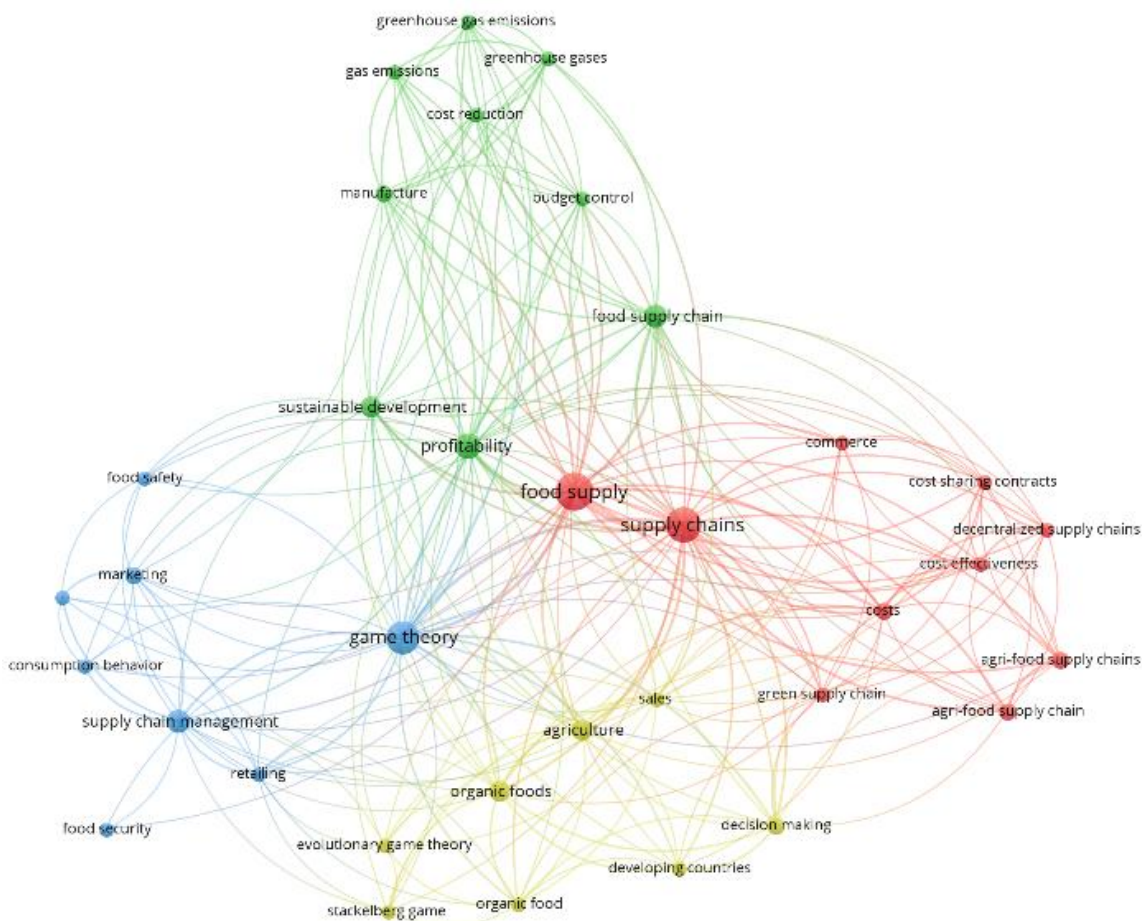 greenhouse gas emissions
greenhouse gases
gas emissions
cost reduction
manufacture
budget control
food supply chain
sustainable development
profitability
commerce
food safety
cost sharing contracts
food supply
supply chains
decentralized supply chains
cost effectiveness
marketing
costs
game theory
consumption behavior
agri-food supply chains
green supply chain
sales
agri-food supply chain
supply chain management
agriculture
retailing
organic foods
decision making
food security
evolutionary game theory
developing countries
organic food
stackelberg game